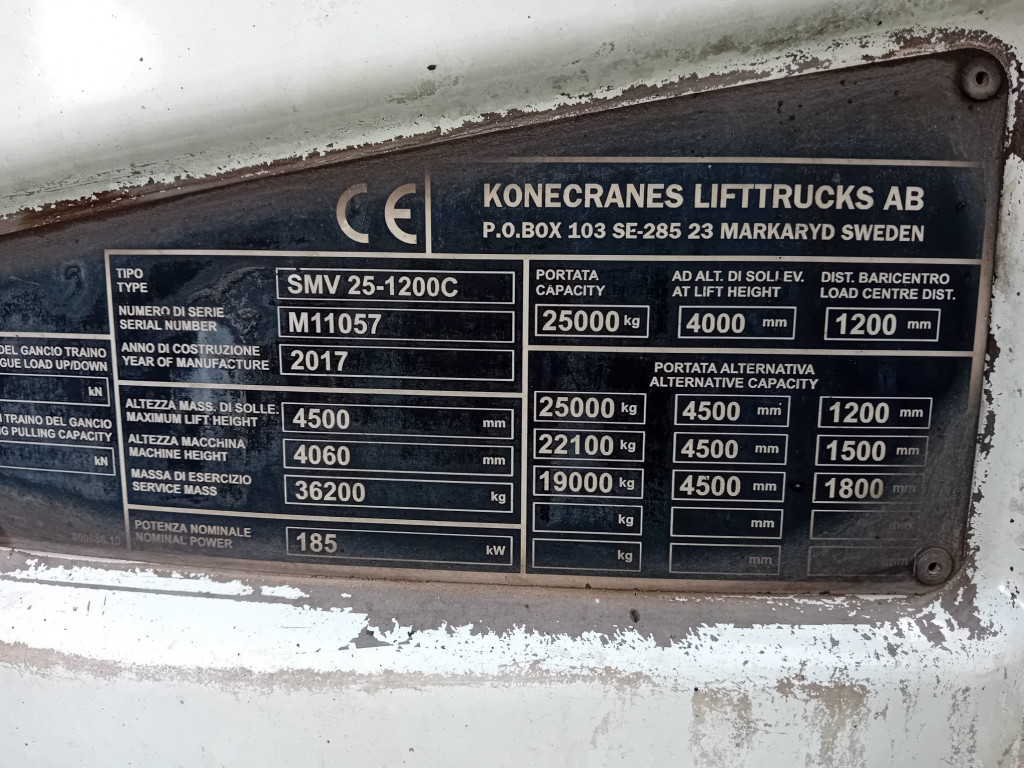 CE
KONECRANES LIFTTRUCKS AB
P.O.BOX 103 SE-285 23 MARKARYD SWEDEN
TIPO
TYPE
SMV 25-1200C
NUMERO DI SERIE
SERIAL NUMBER
M11057
ANNO DI COSTRUZIONE
YEAR OF MANUFACTURE
2017
PORTATA
CAPACITY
25000 kg
AD ALT. DI SOLLEV.
AT LIFT HEIGHT
4000 mm
DIST. BARICENTRO
LOAD CENTRE DIST.
1200 mm
DEL GANCIO TRAINO
GUE LOAD UP/DOWN
kN
TRAINO DEL GANCIO
G PULLING CAPACITY
kN
ALTEZZA MASS. DI SOLLE.
MAXIMUM LIFT HEIGHT
4500 mm
ALTEZZA MACCHINA
MACHINE HEIGHT
4060 mm
MASSA DI ESERCIZIO
SERVICE MASS
36200 kg
POTENZA NOMINALE
NOMINAL POWER
185 kW
PORTATA ALTERNATIVA
ALTERNATIVE CAPACITY
25000 kg 4500 mm 1200 mm
22100 kg 4500 mm 1500 mm
19000 kg 4500 mm 1800 mm
kg mm
kg mm mm